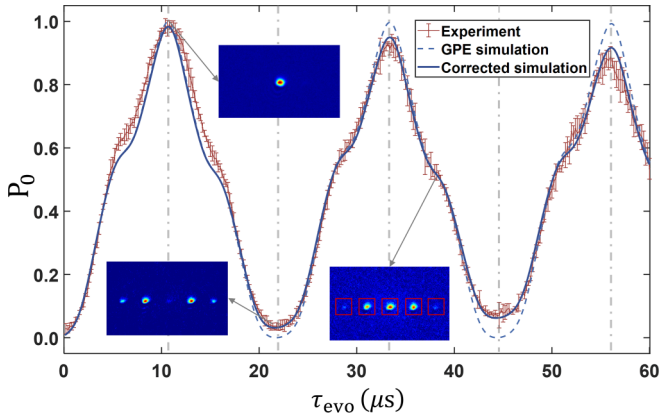 Experiment
GPE simulation
Corrected simulation
P₀
1.0
0.8
0.6
0.4
0.2
0.0
0 10 20 30 40 50 60
τevo (μs)